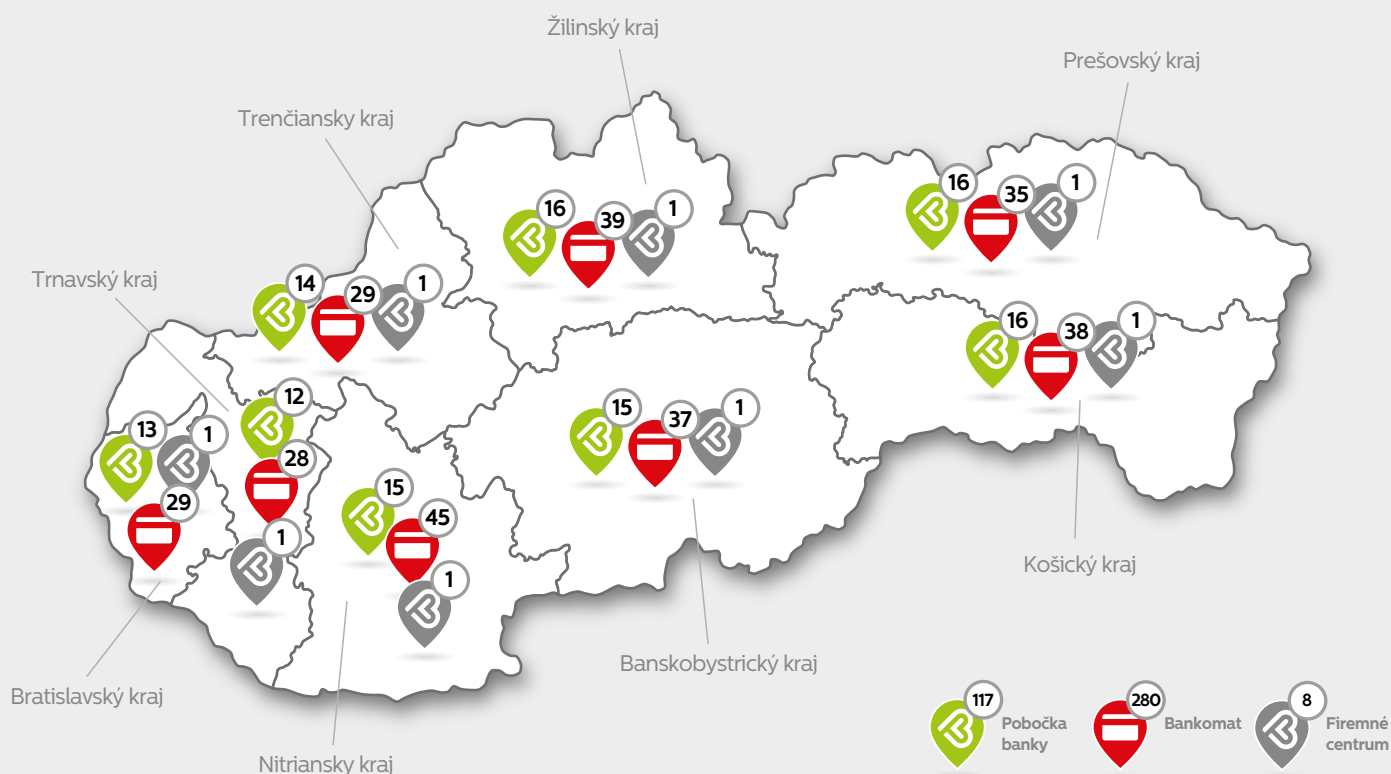 Žilinský kraj
Prešovský kraj
Trenčiansky kraj
16
35
1
16
39
1
Trnavský kraj
14
29
1
16
38
1
12
15
37
1
13
1
28
15
29
45
1
1
Košický kraj
Banskobystrický kraj
Bratislavský kraj
Nitriansky kraj
117
Pobočka
banky
280
Bankomat
8
Firemné
centrum